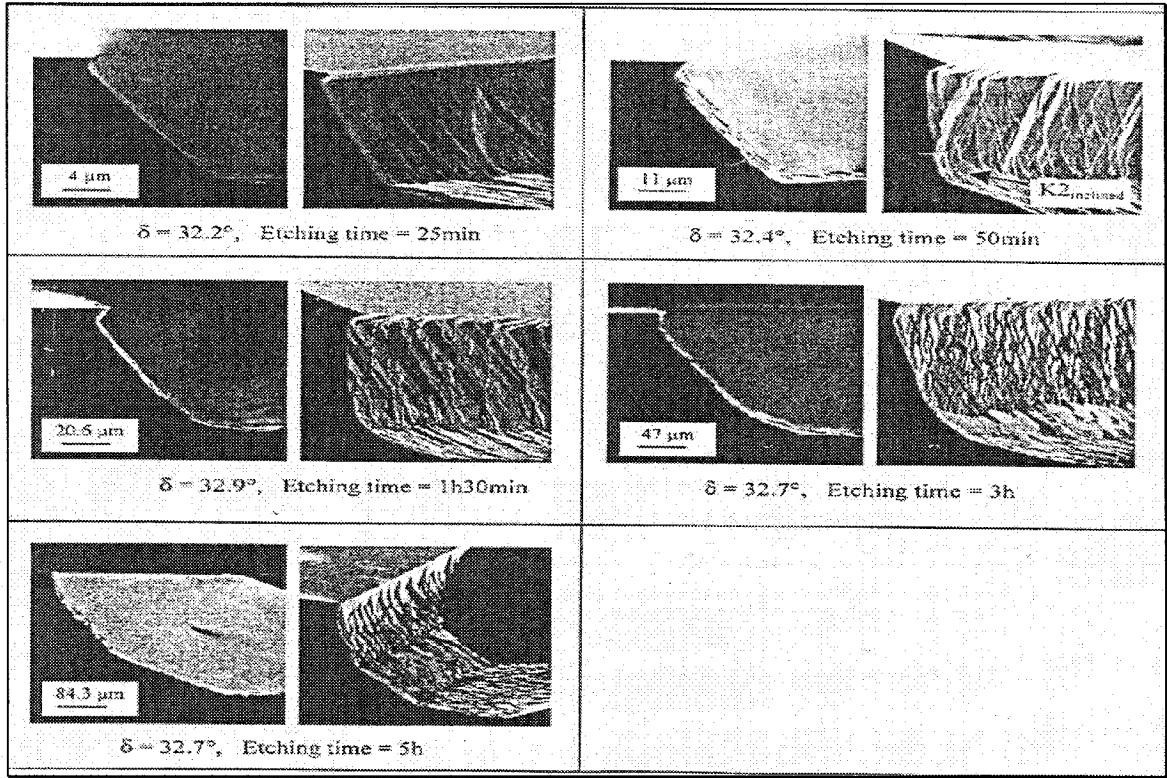 4 µm
δ = 32.2°, Etching time = 25min
11 µm
K2inclined
δ = 32.4°, Etching time = 50min
20.6 µm
δ = 32.9°, Etching time = 1h30min
47 µm
δ = 32.7°, Etching time = 3h
84.3 µm
δ = 32.7°, Etching time = 5h